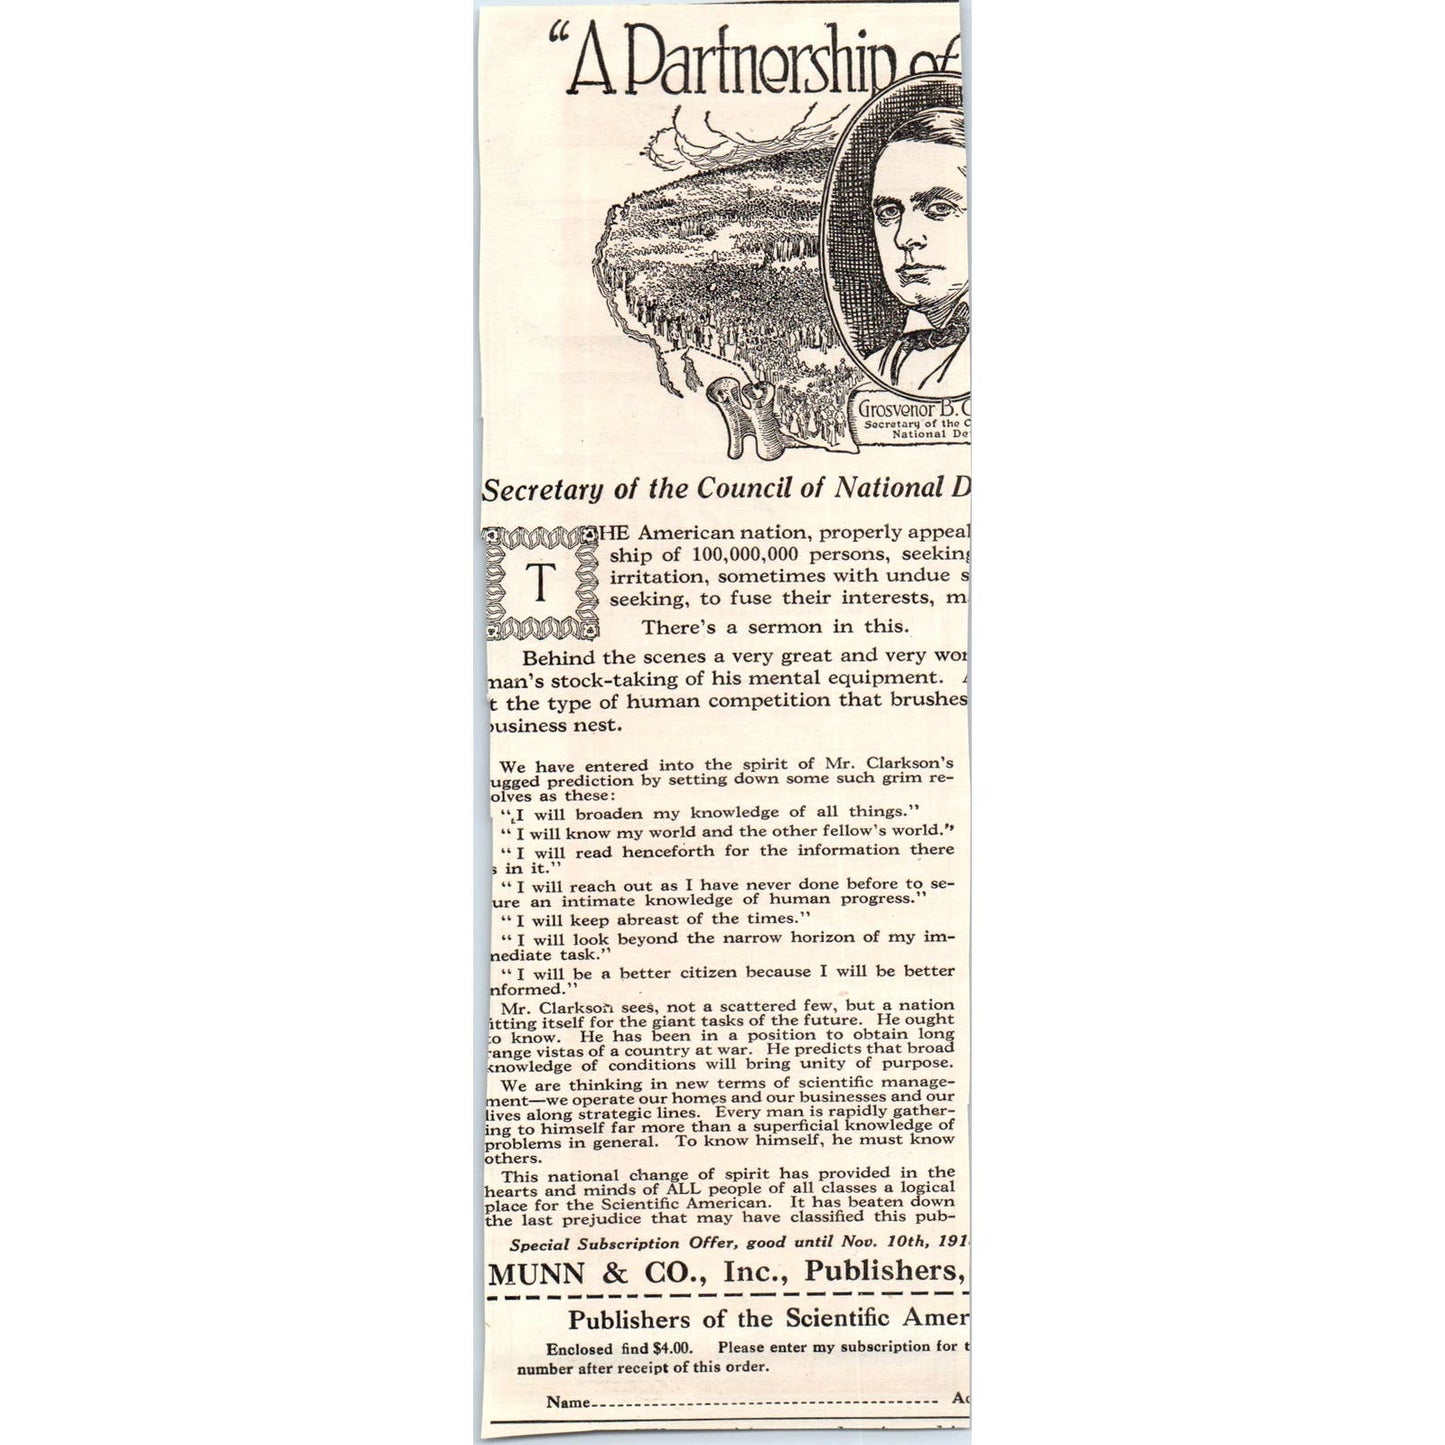 "A Partnership of
Grosvenor B.
Secretary of the
National
Secretary of the Council of National
THE American nation, properly
ship of 100,000,000 persons,
irritation, sometimes with undue
seeking, to fuse their interests,
There's a sermon in this.
Behind the scenes a very great and very
man's stock-taking of his mental equipment.
t the type of human competition that brushes
business nest.
We have entered into the spirit of Mr. Clarkson's
ugged prediction by setting down some such grim re-
olves as these:
"I will broaden my knowledge of all things."
"I will know my world and the other fellow's world."
"I will read henceforth for the information there
s in it."
"I will reach out as I have never done before to se-
ure an intimate knowledge of human progress."
"I will keep abreast of the times."
"I will look beyond the narrow horizon of my im-
mediate task."
"I will be a better citizen because I will be better
nformed."
Mr. Clarkson sees, not a scattered few, but a nation
itting itself for the giant tasks of the future. He ought
to know. He has been in a position to obtain long
range vistas of a country at war. He predicts that broad
knowledge of conditions will bring unity of purpose.
We are thinking in new terms of scientific manage-
ment—we operate our homes and our businesses and our
lives along strategic lines. Every man is rapidly gather-
ing to himself far more than a superficial knowledge of
problems in general. To know himself, he must know
others.
This national change of spirit has provided in the
hearts and minds of ALL people of all classes a logical
place for the Scientific American. It has beaten down
the last prejudice that may have classified this pub-
Special Subscription Offer, good until Nov. 10th, 191
MUNN & CO., Inc., Publishers,
Publishers of the Scientific Amer
Enclosed find $4.00. Please enter my subscription for
number after receipt of this order.
Name